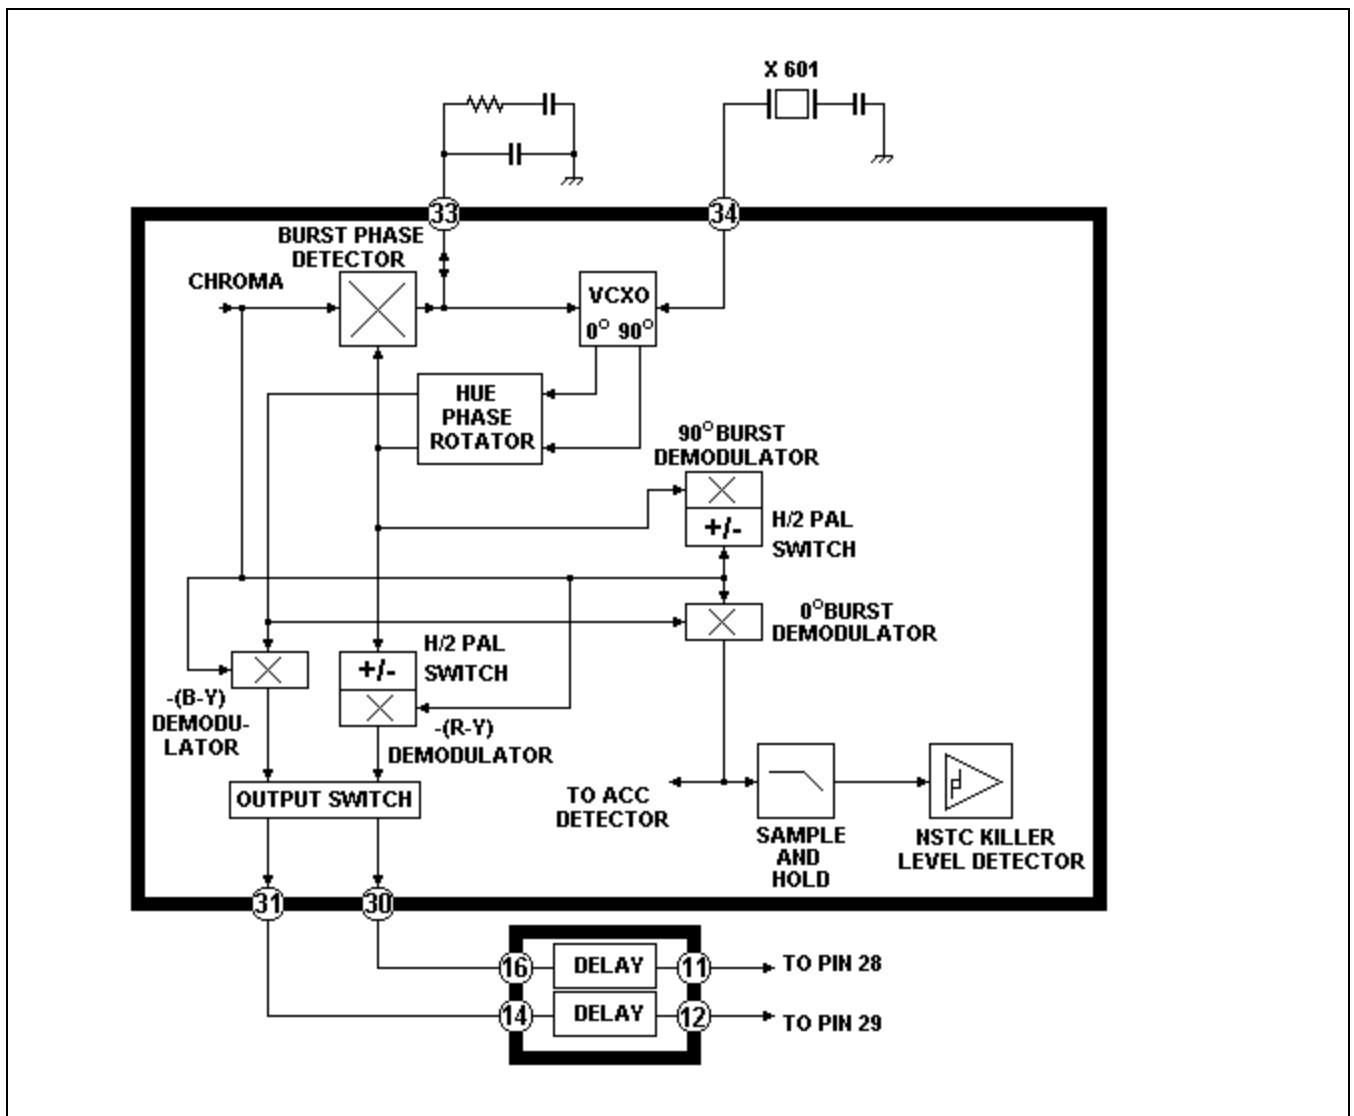 X 601
33
34
BURST PHASE
DETECTOR
CHROMA
VCXO
0° 90°
HUE
PHASE
ROTATOR
90° BURST
DEMODULATOR
+/-
H/2 PAL
SWITCH
0° BURST
DEMODULATOR
H/2 PAL
SWITCH
+/-
-(B-Y)
DEMODU-
LATOR
-(R-Y)
DEMODULATOR
OUTPUT SWITCH
TO ACC
DETECTOR
SAMPLE
AND
HOLD
NSTC KILLER
LEVEL DETECTOR
31
30
16
DELAY
11
TO PIN 28
14
DELAY
12
TO PIN 29